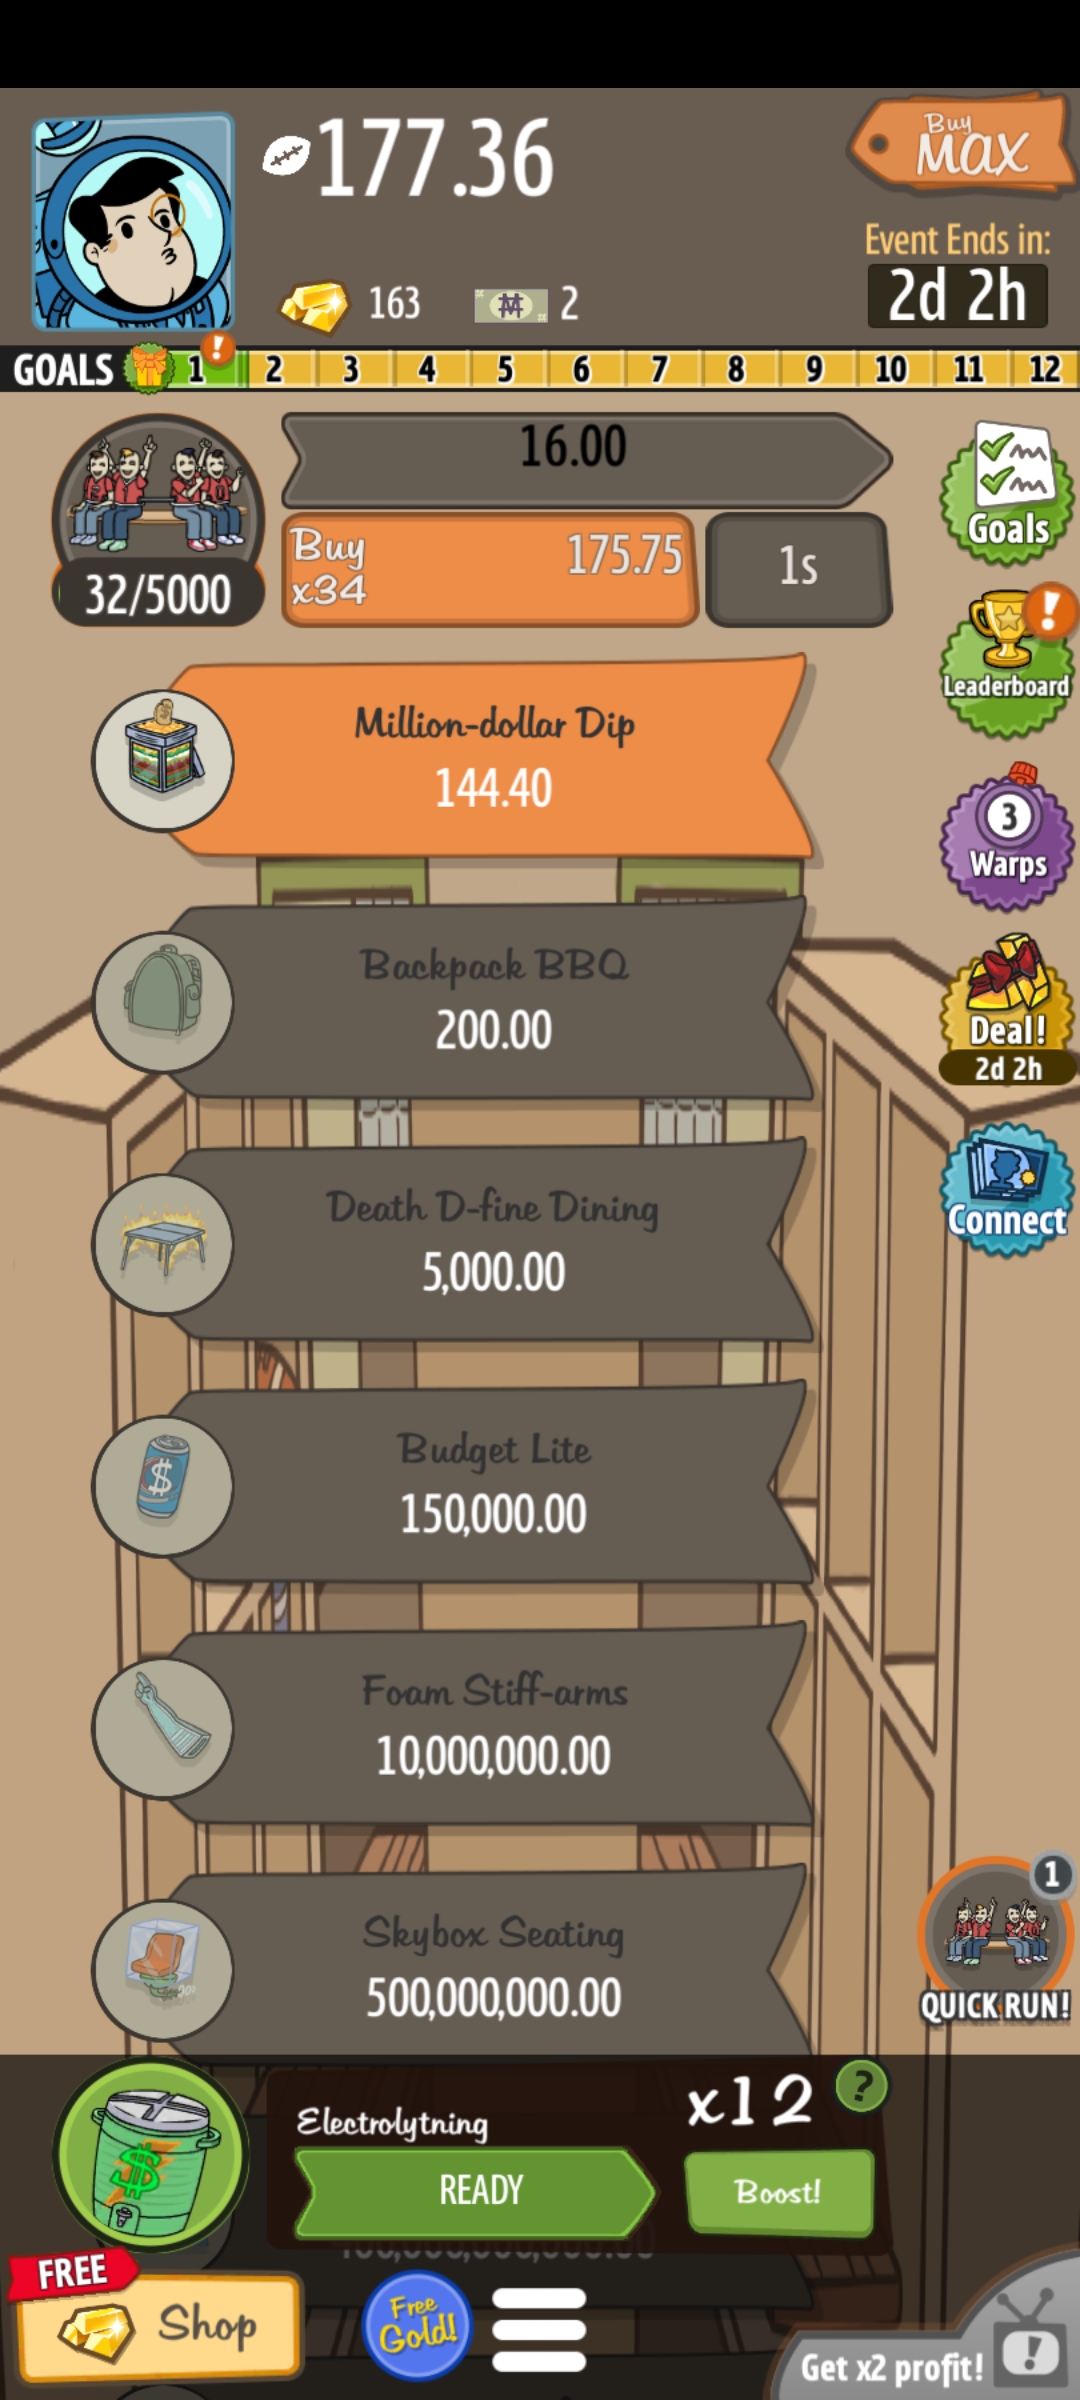 177.36
Buy
MAX
Event Ends in:
2d 2h
163
2
GOALS 1 ! 2 3 4 5 6 7 8 9 10 11 12
16.00
Buy
x34
175.75
1s
32/5000
Goals
!
Leaderboard
Million-dollar Dip
144.40
3
Warps
Backpack BBQ
200.00
Deal!
2d 2h
Death D-fine Dining
5,000.00
Connect
Budget Lite
150,000.00
$
Foam Stiff-arms
10,000,000.00
Skybox Seating
500,000,000.00
1
QUICK RUN!
Electrolytning
x12
?
$
READY
Boost!
FREE
Shop
Free
Gold!
Get x2 profit!
!